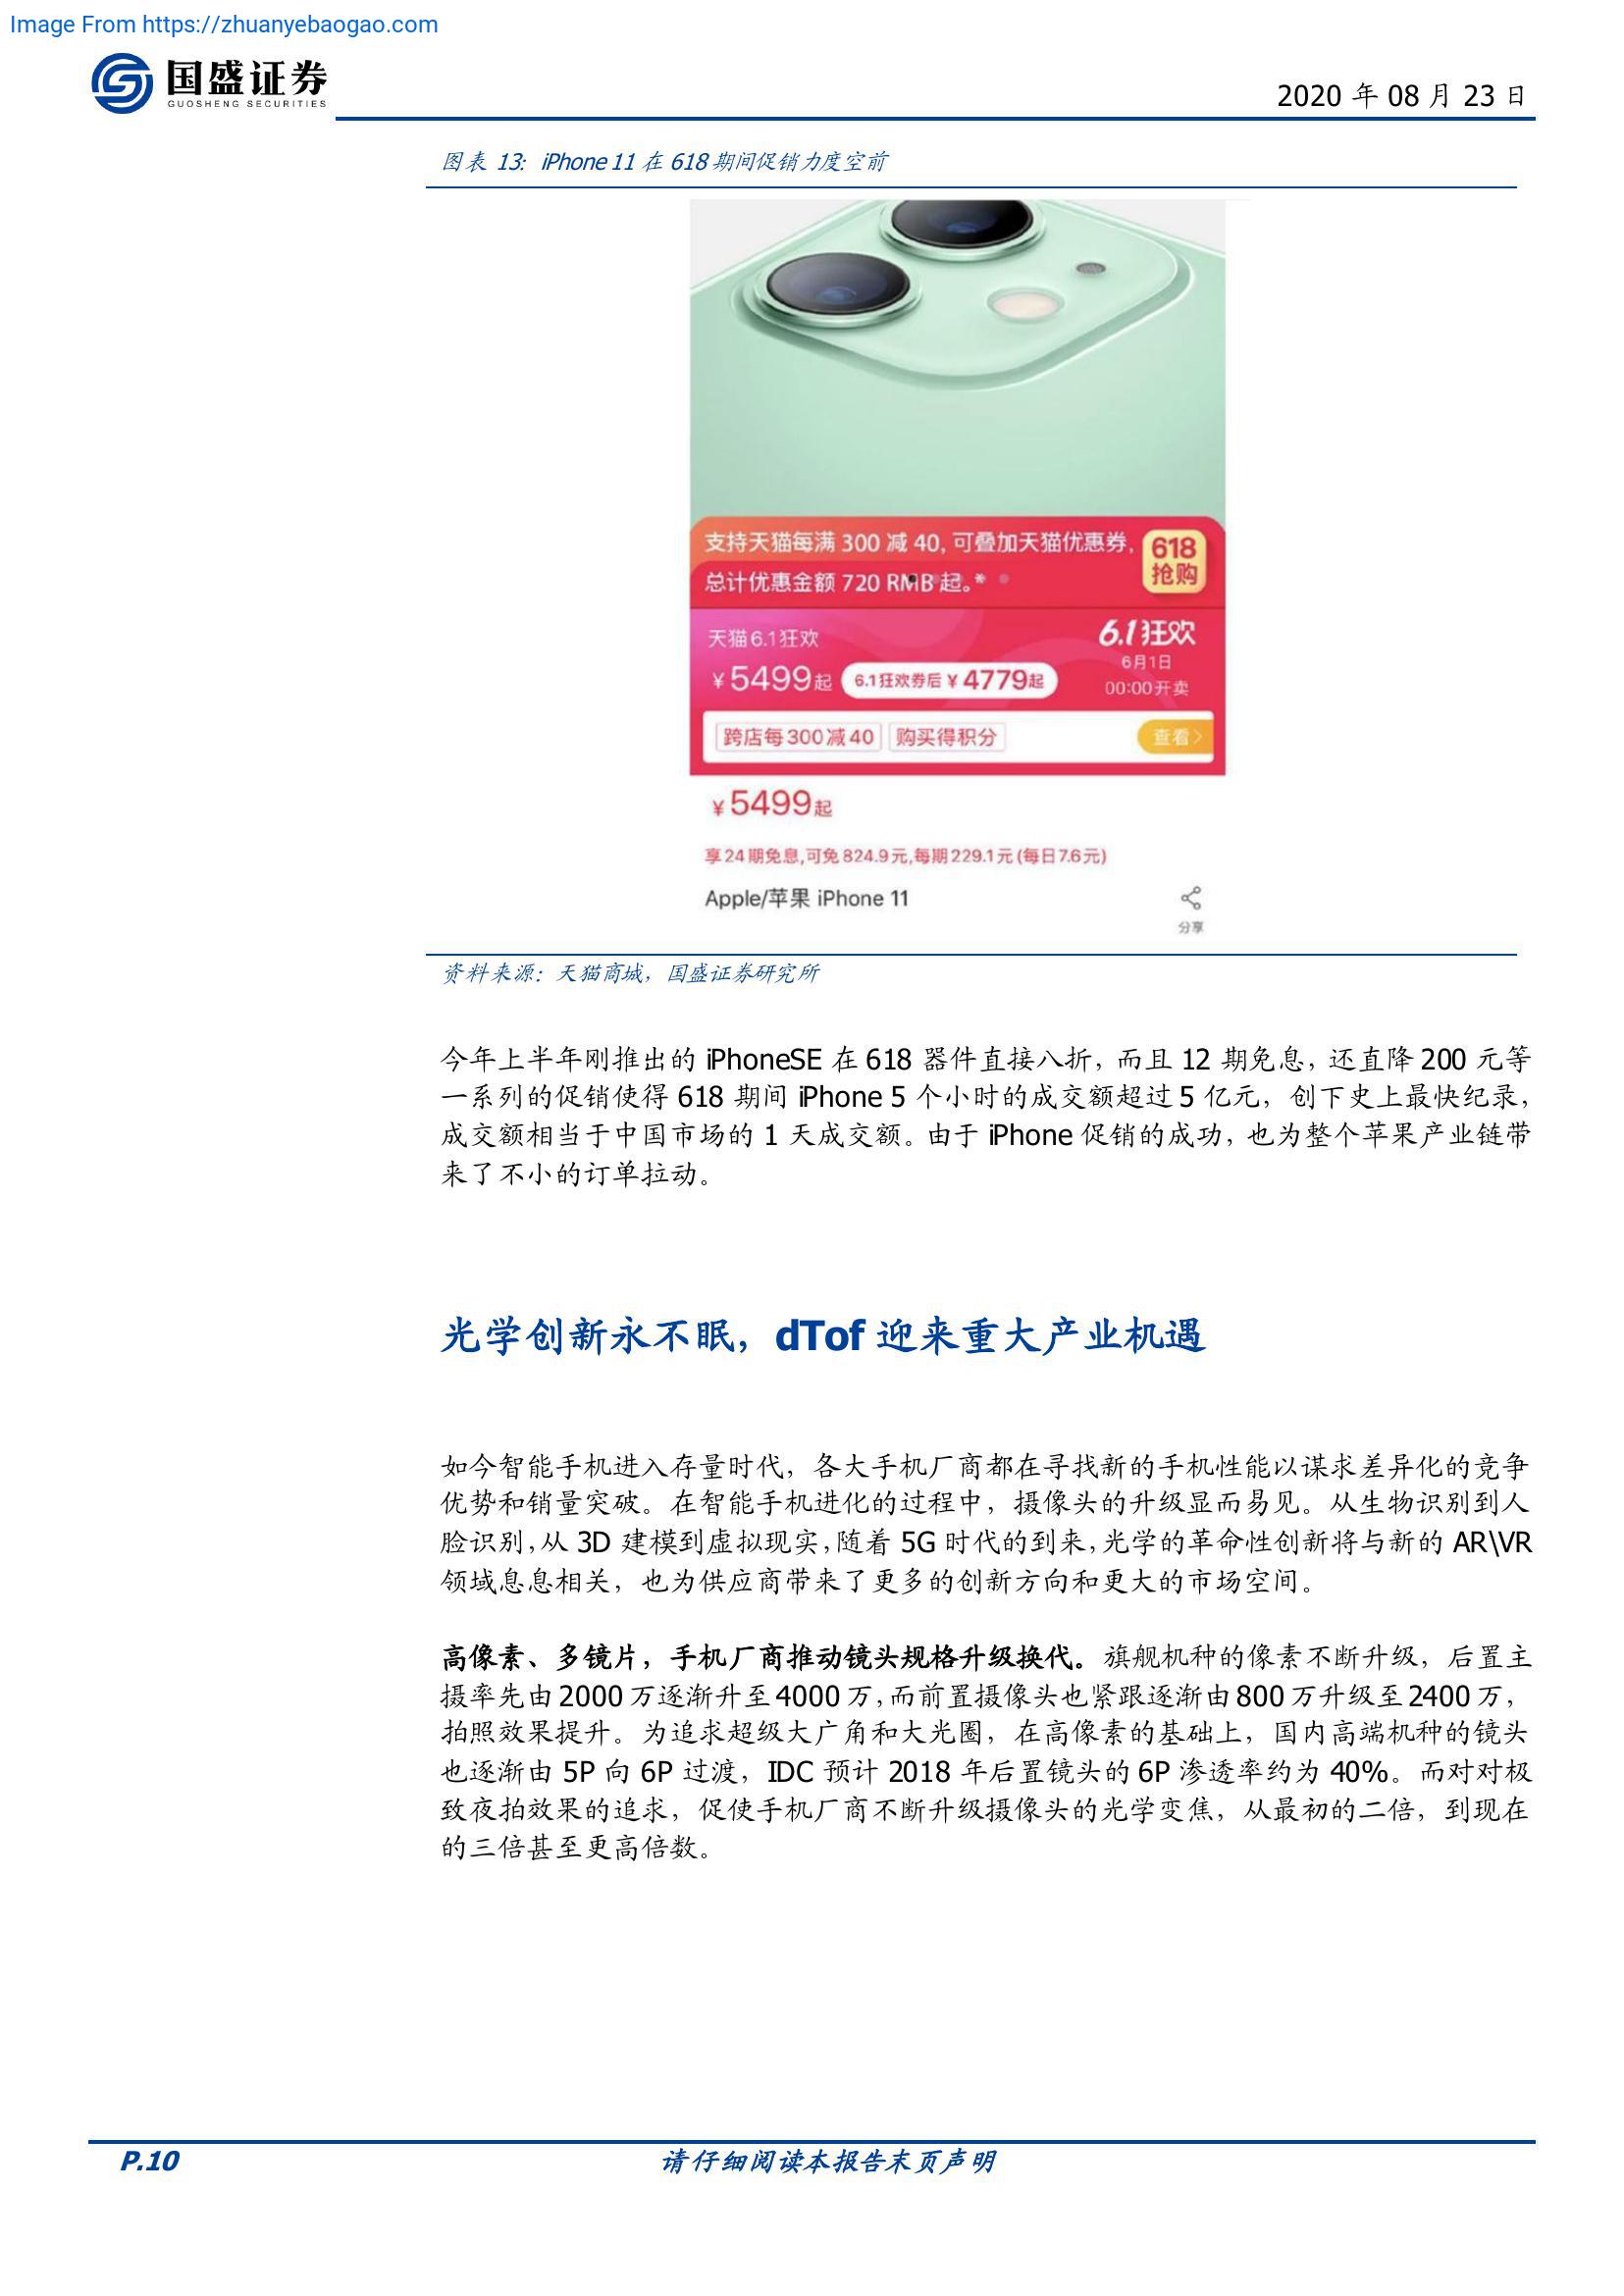 Image From https://zhuanyebaogao.com
国盛证券
GUOSHENG SECURITIES
2020 年 08 月 23 日
图表 13：iPhone 11 在 618 期间促销力度空前
支持天猫每满 300 减 40, 可叠加天猫优惠券,
总计优惠金额 720 RMB 起。*
618
抢购
天猫6.1狂欢
6.1狂欢
¥5499起
6.1狂欢券后 ¥4779起
6月1日
00:00开卖
跨店每300减40
购买得积分
查看>
¥5499起
享24期免息,可免824.9元,每期229.1元(每日7.6元)
Apple/苹果 iPhone 11
分享
资料来源：天猫商城，国盛证券研究所
今年上半年刚推出的 iPhoneSE 在 618 器件直接八折，而且 12 期免息，还直降 200 元等
一系列的促销使得 618 期间 iPhone 5 个小时的成交额超过 5 亿元，创下史上最快纪录，
成交额相当于中国市场的 1 天成交额。由于 iPhone 促销的成功，也为整个苹果产业链带
来了不小的订单拉动。
光学创新永不眠，dTof 迎来重大产业机遇
如今智能手机进入存量时代，各大手机厂商都在寻找新的手机性能以谋求差异化的竞争
优势和销量突破。在智能手机进化的过程中，摄像头的升级显而易见。从生物识别到人
脸识别，从 3D 建模到虚拟现实，随着 5G 时代的到来，光学的革命性创新将与新的 AR\VR
领域息息相关，也为供应商带来了更多的创新方向和更大的市场空间。
高像素、多镜片，手机厂商推动镜头规格升级换代。旗舰机种的像素不断升级，后置主
摄率先由 2000 万逐渐升至 4000 万，而前置摄像头也紧跟逐渐由 800 万升级至 2400 万，
拍照效果提升。为追求超级大广角和大光圈，在高像素的基础上，国内高端机种的镜头
也逐渐由 5P 向 6P 过渡，IDC 预计 2018 年后置镜头的 6P 渗透率约为 40%。而对对极
致夜拍效果的追求，促使手机厂商不断升级摄像头的光学变焦，从最初的二倍，到现在
的三倍甚至更高倍数。
P.10
请仔细阅读本报告末页声明